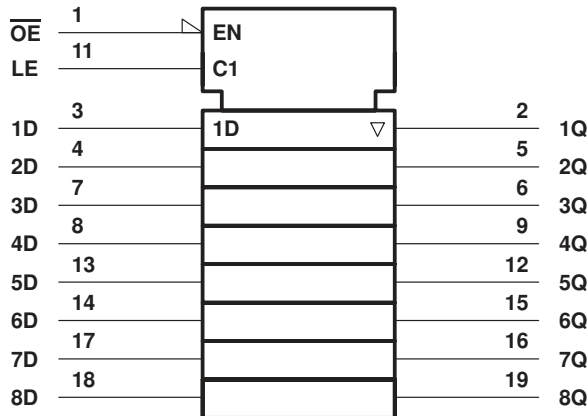 OE 1 EN
LE 11 C1
1D 3 1D ▽ 2 1Q
2D 4 5 2Q
3D 7 6 3Q
4D 8 9 4Q
5D 13 12 5Q
6D 14 15 6Q
7D 17 16 7Q
8D 18 19 8Q